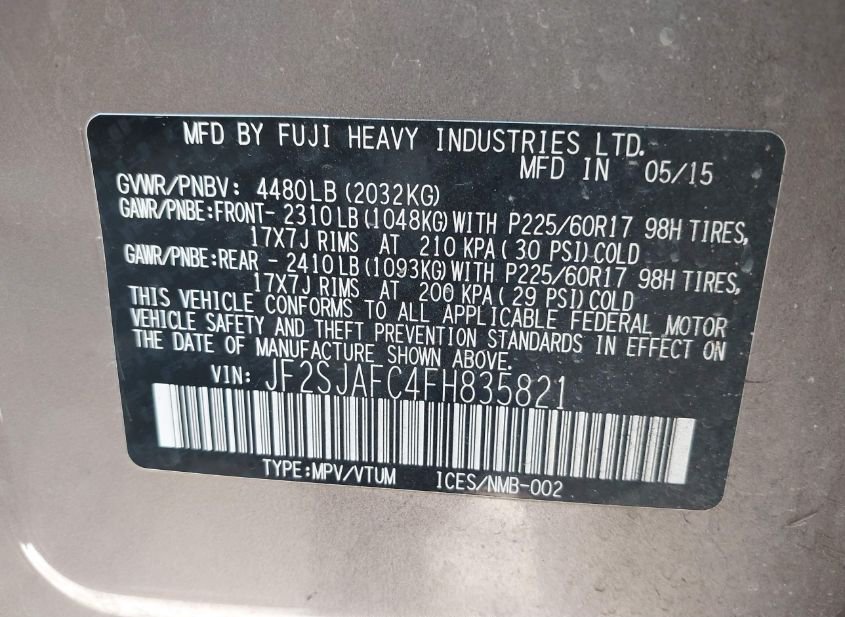 MFD BY FUJI HEAVY INDUSTRIES LTD.
MFD IN 05/15
GVWR/PNBV: 4480LB (2032KG)
GAWR/PNBE:FRONT- 2310LB (1048KG) WITH P225/60R17 98H TIRES,
17X7J RIMS AT 210 KPA ( 30 PSI) COLD
GAWR/PNBE:REAR - 2410LB (1093KG) WITH P225/60R17 98H TIRES,
17X7J RIMS AT 200 KPA (29 PSI) COLD
THIS VEHICLE CONFORMS TO ALL APPLICABLE FEDERAL MOTOR
VEHICLE SAFETY AND THEFT PREVENTION STANDARDS IN EFFECT ON
THE DATE OF MANUFACTURE SHOWN ABOVE.
VIN: JF2SJAFC4FH835821
TYPE:MPV/VTUM ICES/NMB-002